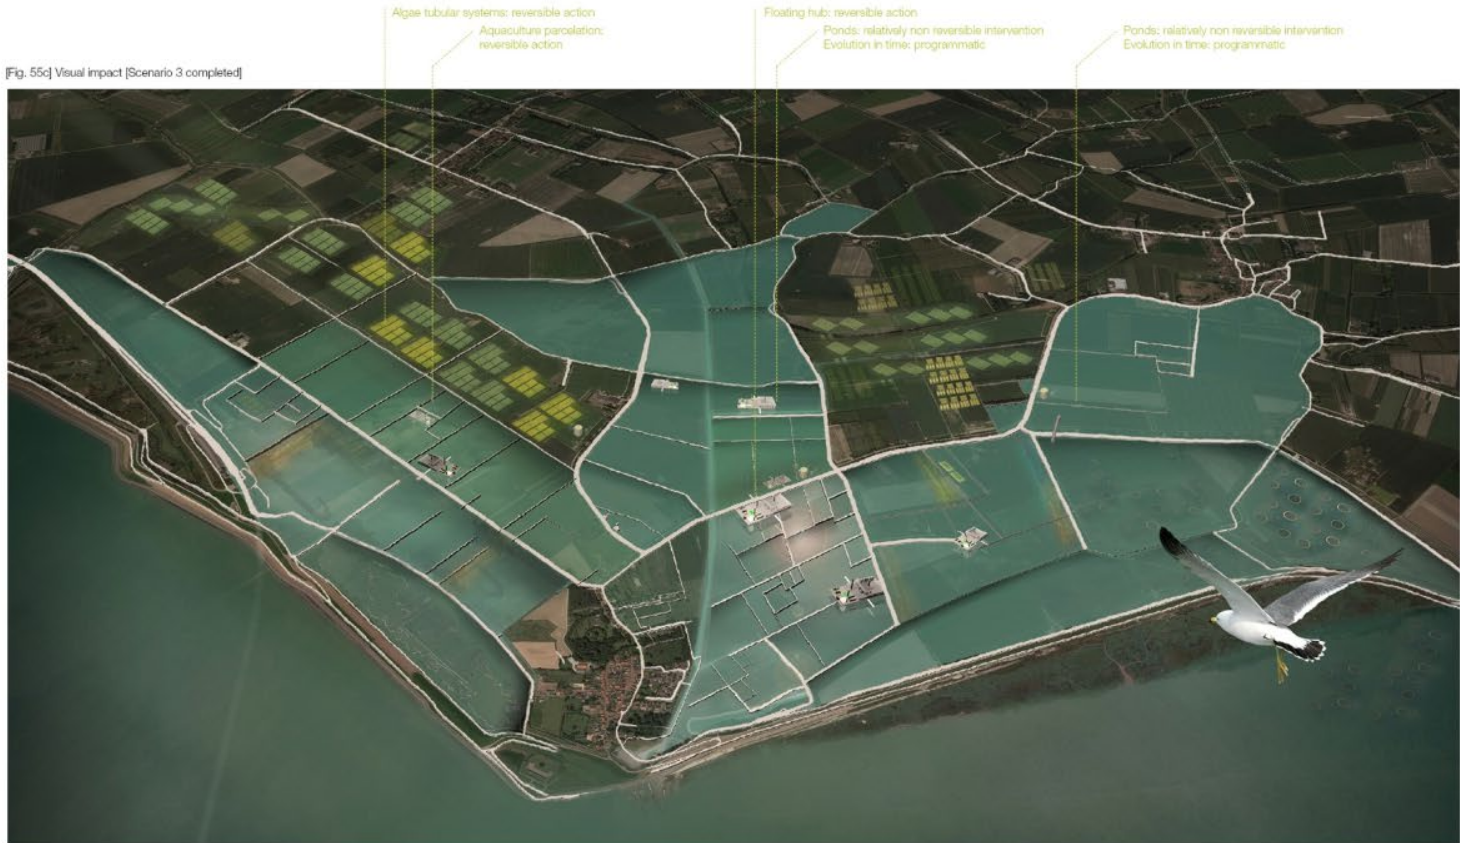 Algae tubular systems: reversible action
Aquaculture parcelation:
reversible action
Floating hub: reversible action
Ponds: relatively non reversible intervention
Evolution in time: programmatic
Ponds: relatively non reversible intervention
Evolution in time: programmatic
[Fig. 55c] Visual impact [Scenario 3 completed]